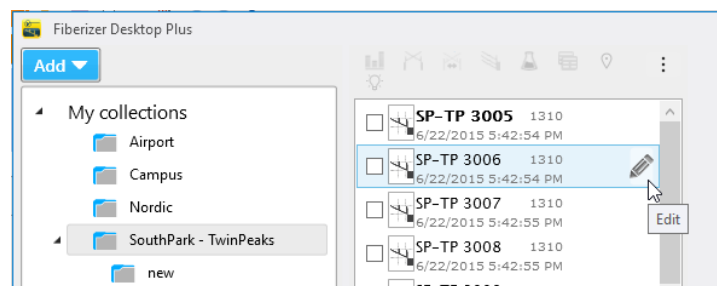 Fiberizer Desktop Plus
Add
My collections
Airport
Campus
Nordic
SouthPark - TwinPeaks
new
SP-TP 3005 1310
6/22/2015 5:42:54 PM
SP-TP 3006 1310
6/22/2015 5:42:54 PM
SP-TP 3007 1310
6/22/2015 5:42:55 PM
SP-TP 3008 1310
6/22/2015 5:42:55 PM
Edit